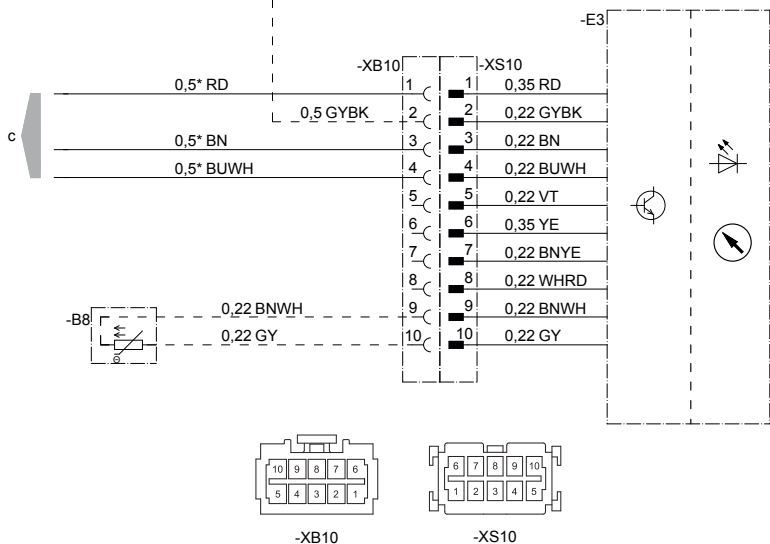 -E3
-XB10 -XS10
0,5* RD 1 1 0,35 RD
0,5 GYBK 2 2 0,22 GYBK
c
0,5* BN 3 3 0,22 BN
0,5* BUWH 4 4 0,22 BUWH
5 5 0,22 VT
6 6 0,35 YE
7 7 0,22 BNYE
8 8 0,22 WHRD
-B8 0,22 BNWH 9 9 0,22 BNWH
0,22 GY 10 10 0,22 GY
Θ
10 9 8 7 6 6 7 8 9 10
5 4 3 2 1 1 2 3 4 5
-XB10 -XS10